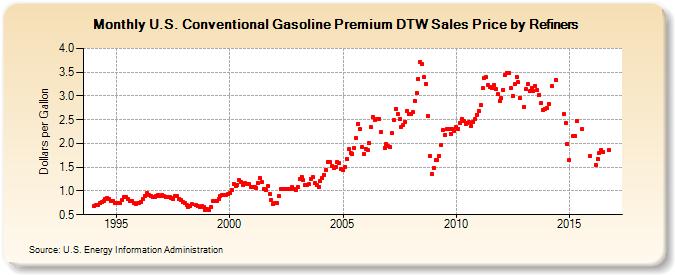 Monthly U.S. Conventional Gasoline Premium DTW Sales Price by Refiners
Dollars per Gallon
4.0
3.5
3.0
2.5
2.0
1.5
1.0
0.5
1995 2000 2005 2010 2015
Source: U.S. Energy Information Administration